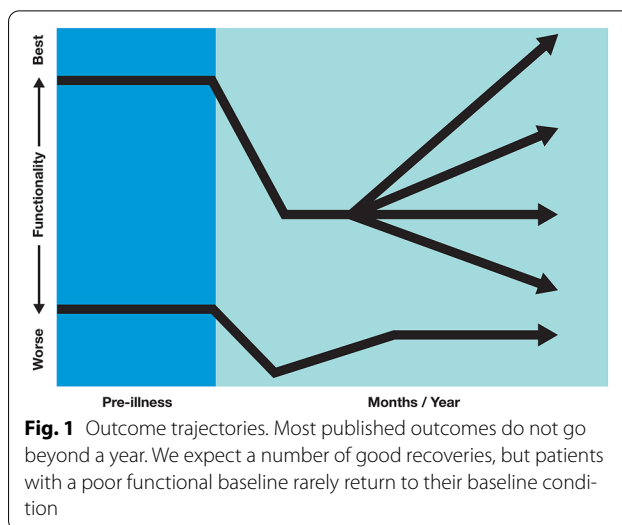 Best
Functionality
Worse
Pre-illness Months / Year
Fig. 1 Outcome trajectories. Most published outcomes do not go
beyond a year. We expect a number of good recoveries, but patients
with a poor functional baseline rarely return to their baseline condi-
tion